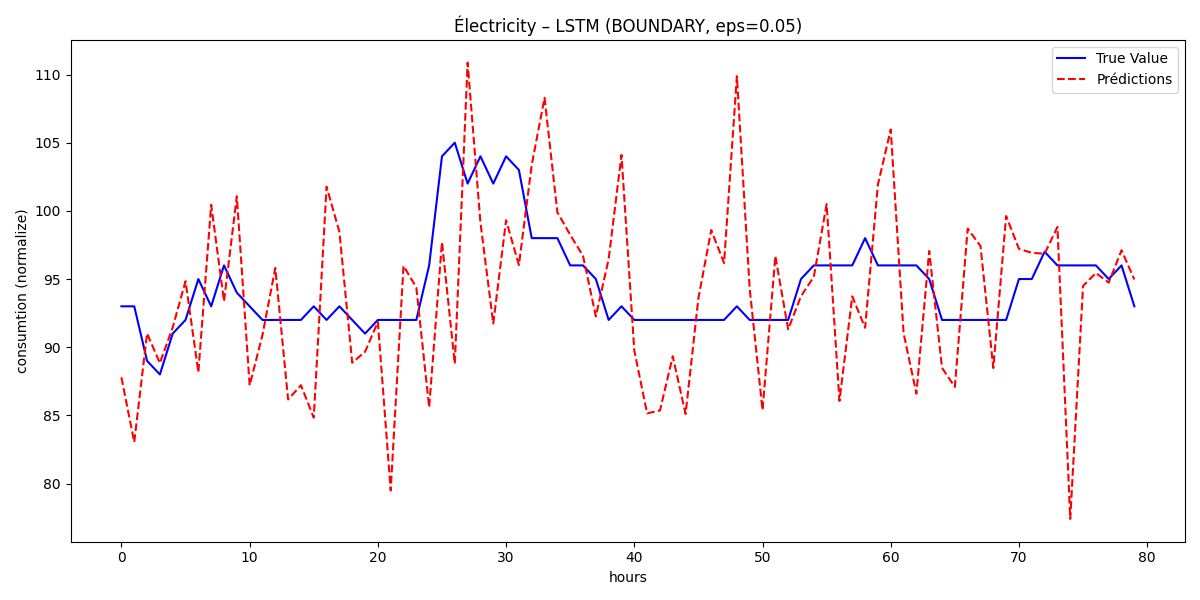 Électricity – LSTM (BOUNDARY, eps=0.05)
True Value
Prédictions
consumtion (normalize)
110
105
100
95
90
85
80
0 10 20 30 40 50 60 70 80
hours